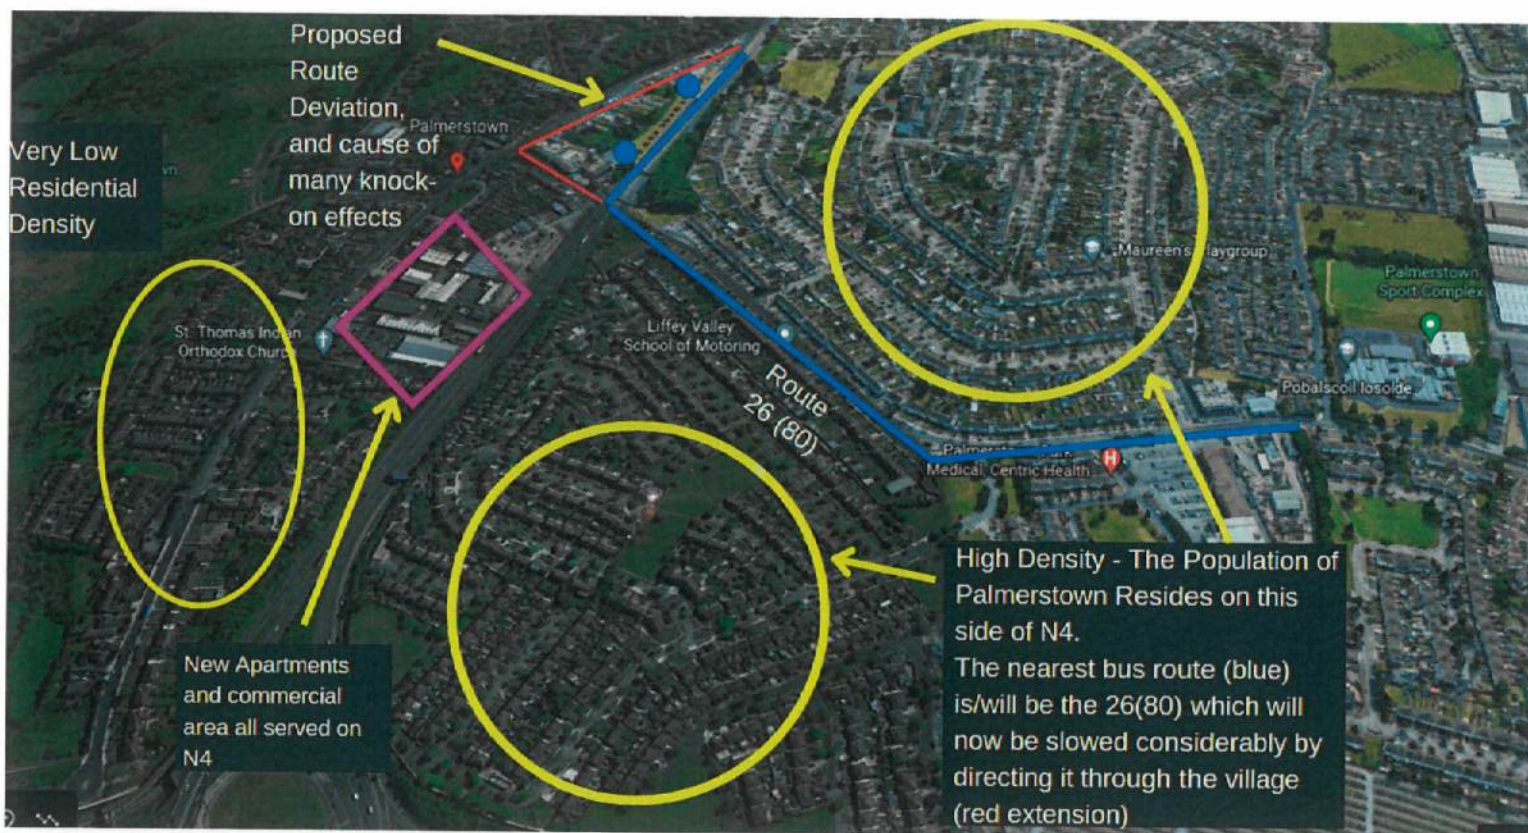 Proposed
Route
Deviation,
and cause of
many knock-
on effects
Palmerstown
Very Low
Residential
Density
St. Thomas Indian
Orthodox Church
Liffey Valley
School of Motoring
Route
26 (80)
Maureen's Playgroup
Palmerstown
Sport Complex
Pobalscoil Iosolde
Medical, Centric Health
New Apartments
and commercial
area all served on
N4
High Density - The Population of
Palmerstown Resides on this
side of N4.
The nearest bus route (blue)
is/will be the 26(80) which will
now be slowed considerably by
directing it through the village
(red extension)